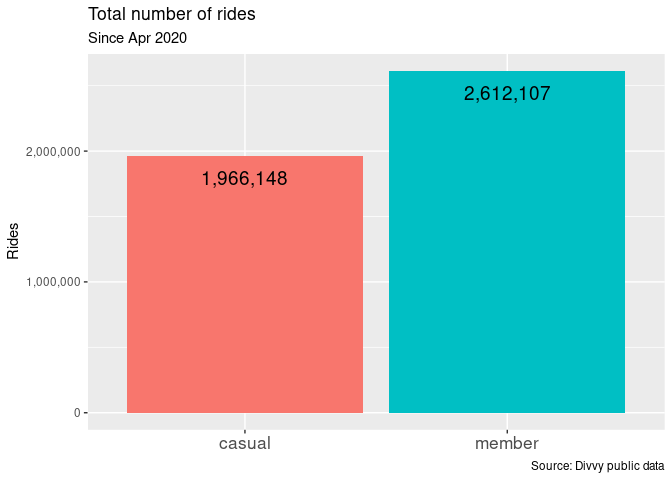 Total number of rides
Since Apr 2020
Rides
2,000,000
1,000,000
0
1,966,148
2,612,107
casual
member
Source: Divvy public data